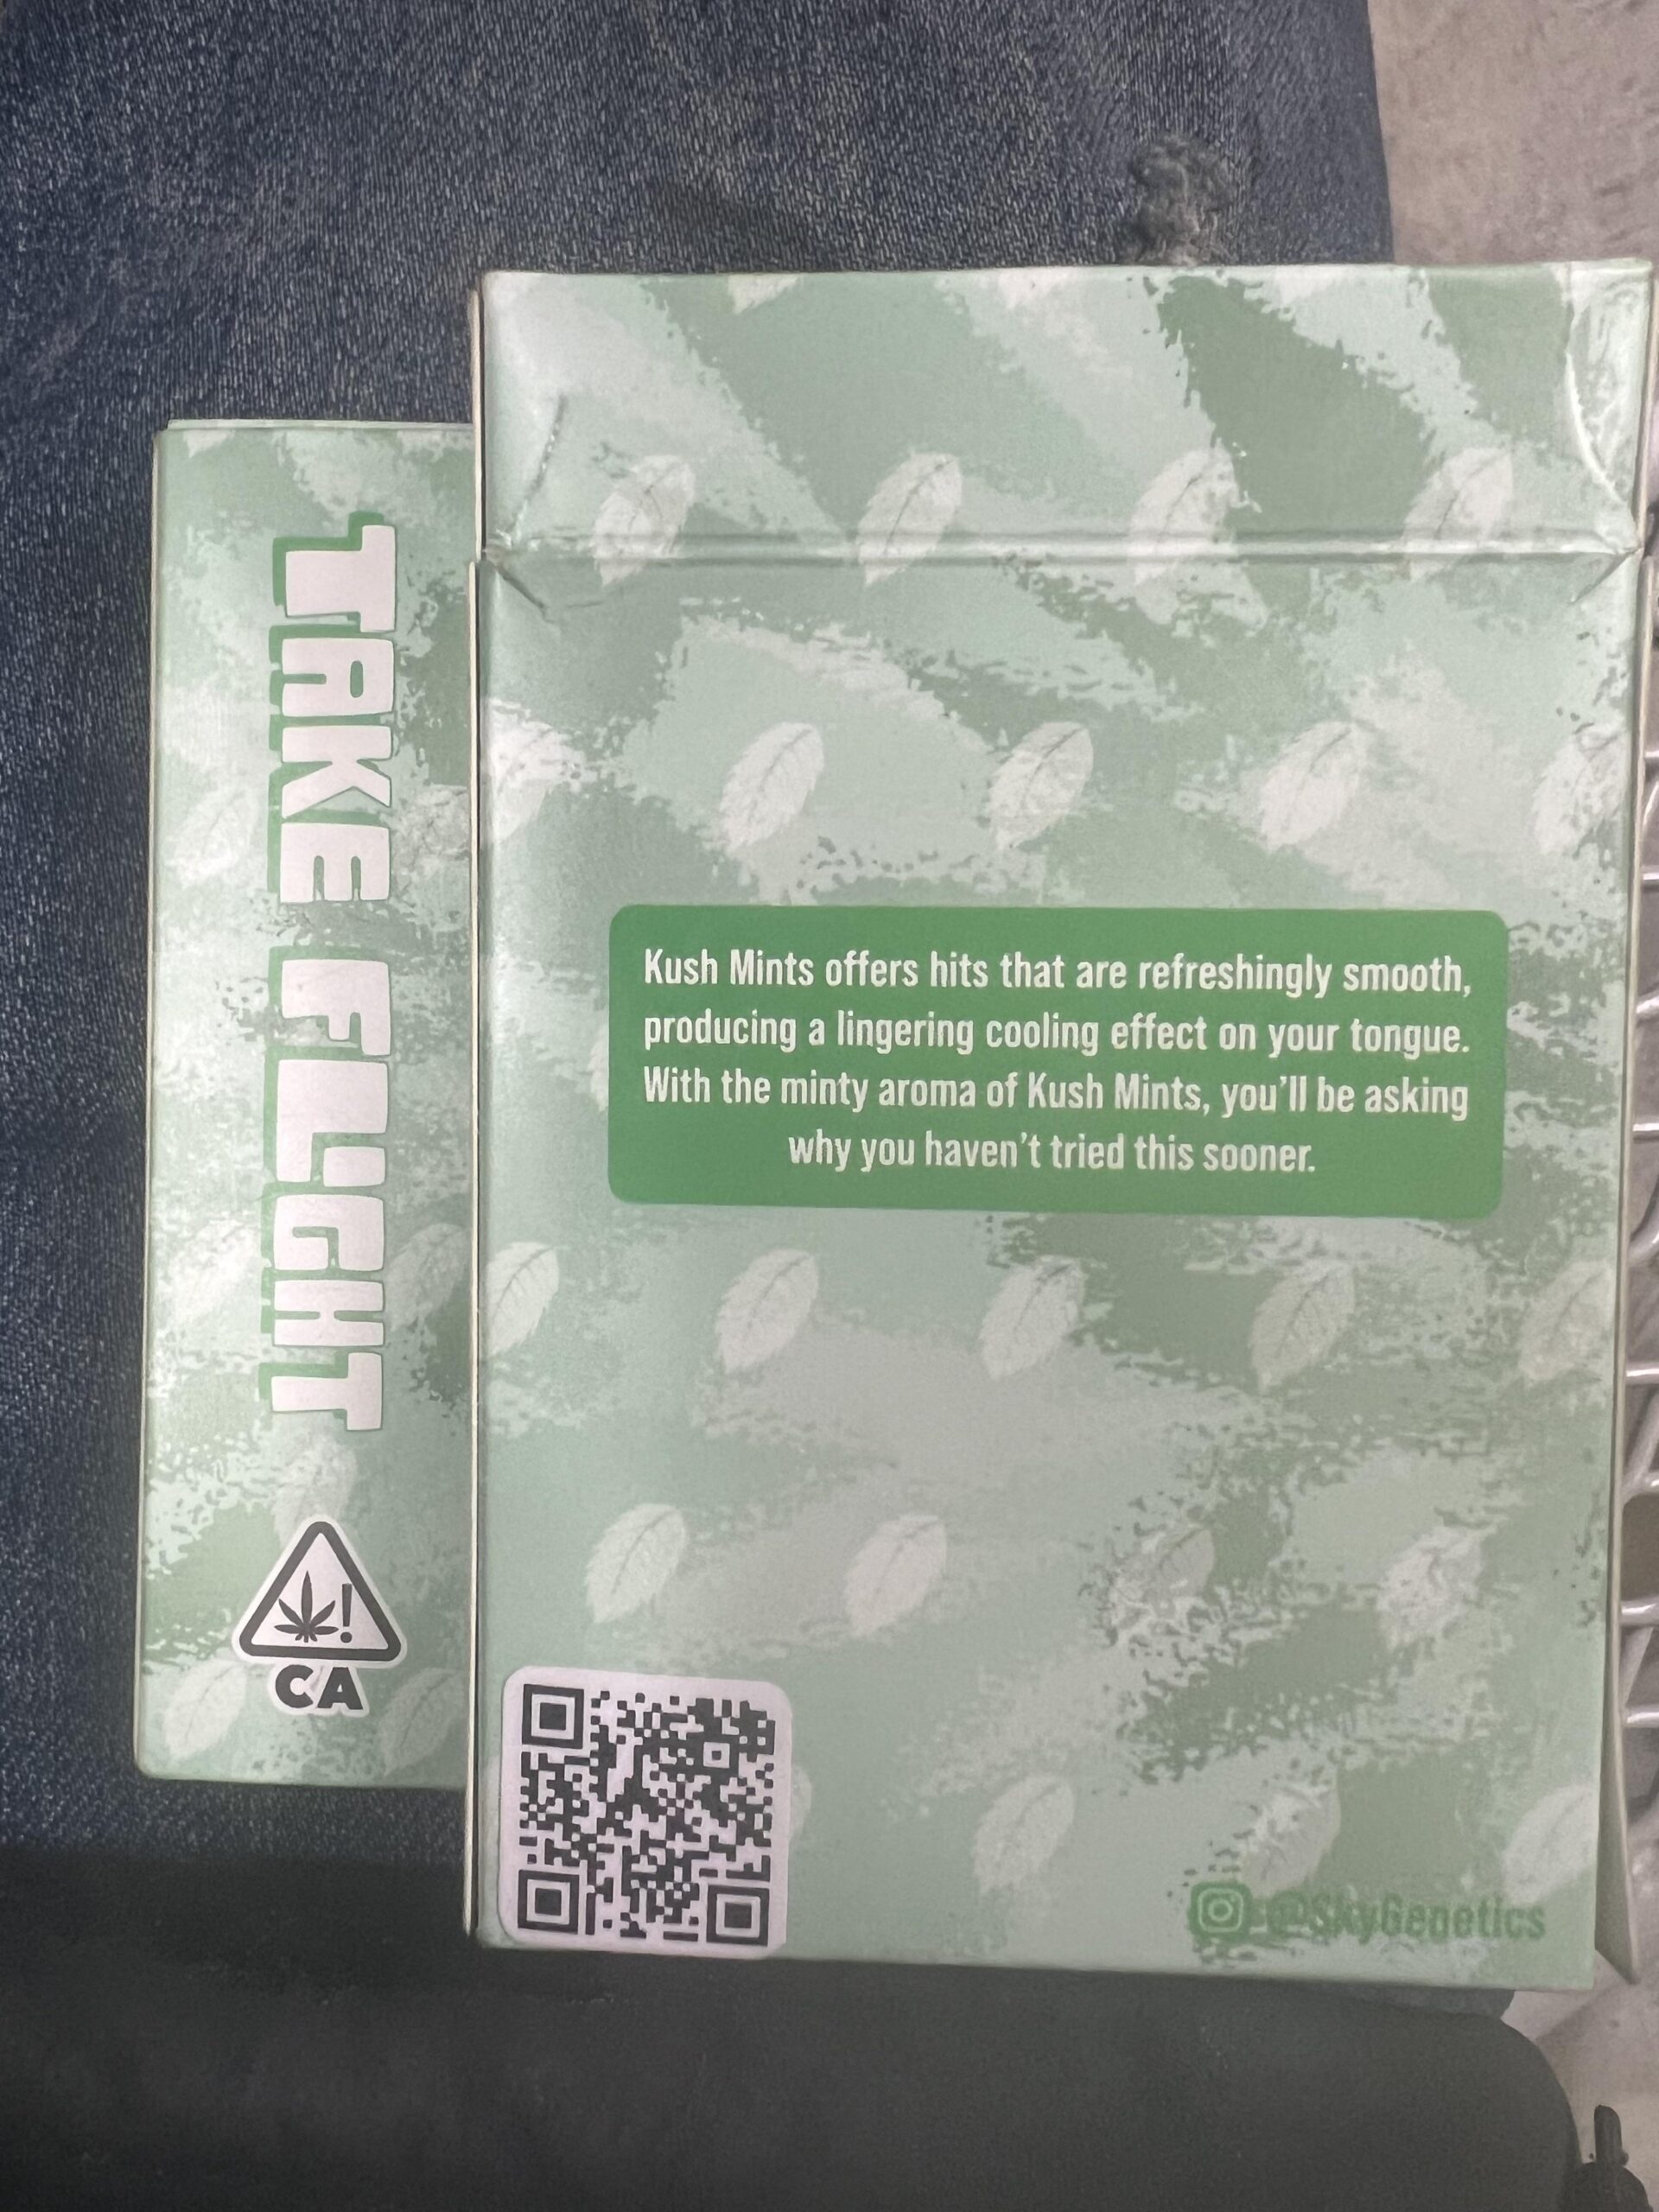 TAKE FLIGHT
CA
Kush Mints offers hits that are refreshingly smooth,
producing a lingering cooling effect on your tongue.
With the minty aroma of Kush Mints, you'll be asking
why you haven't tried this sooner.
@SkyGenetics